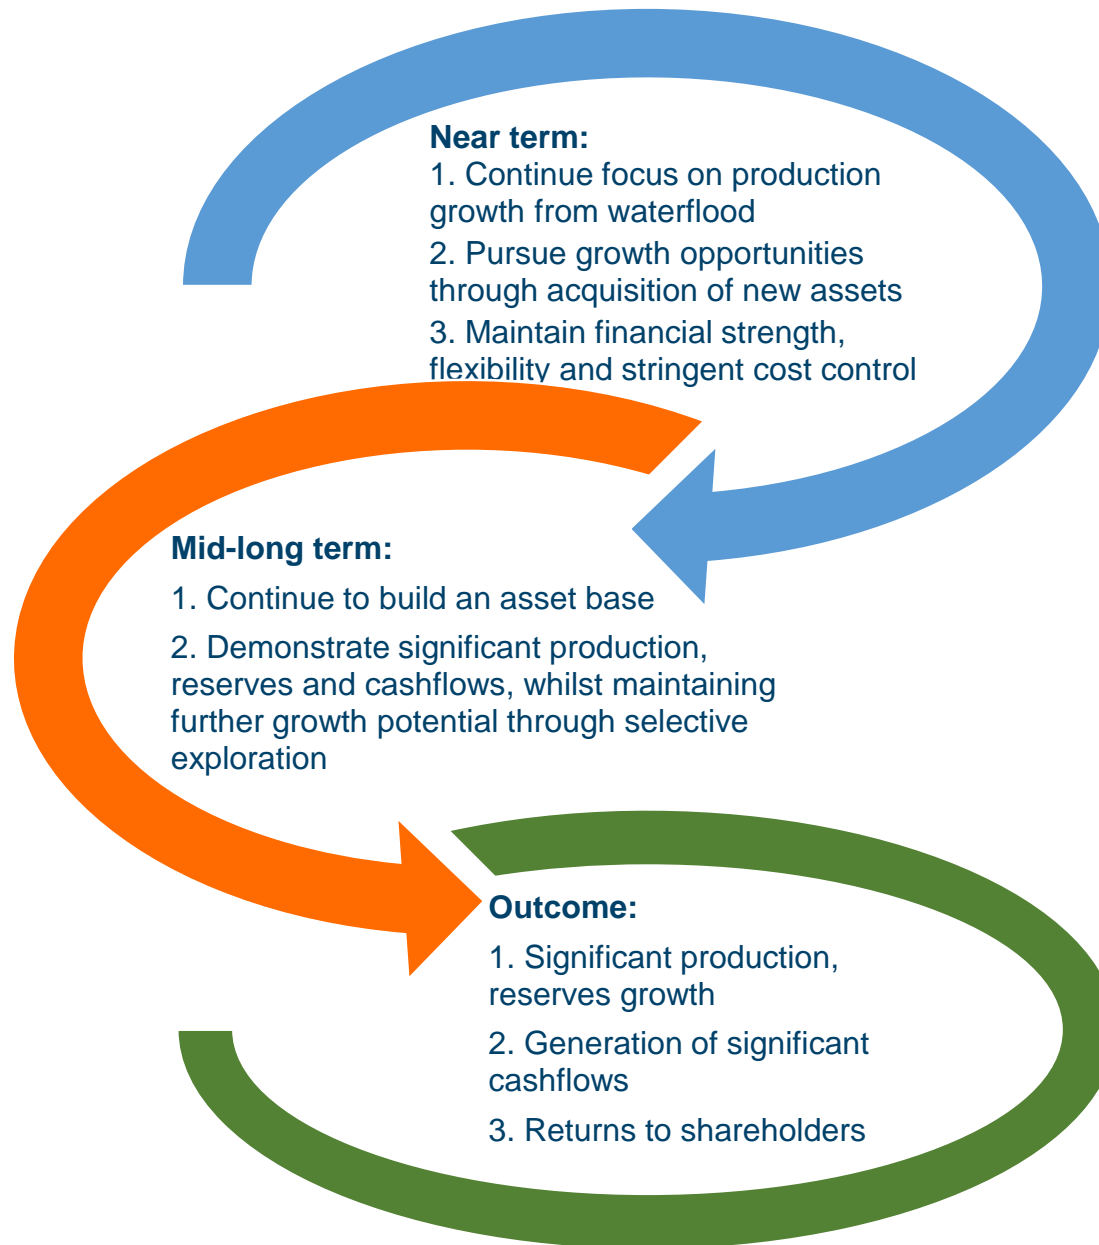 Near term:
1. Continue focus on production
growth from waterflood
2. Pursue growth opportunities
through acquisition of new assets
3. Maintain financial strength,
flexibility and stringent cost control
Mid-long term:
1. Continue to build an asset base
2. Demonstrate significant production,
reserves and cashflows, whilst maintaining
further growth potential through selective
exploration
Outcome:
1. Significant production,
reserves growth
2. Generation of significant
cashflows
3. Returns to shareholders